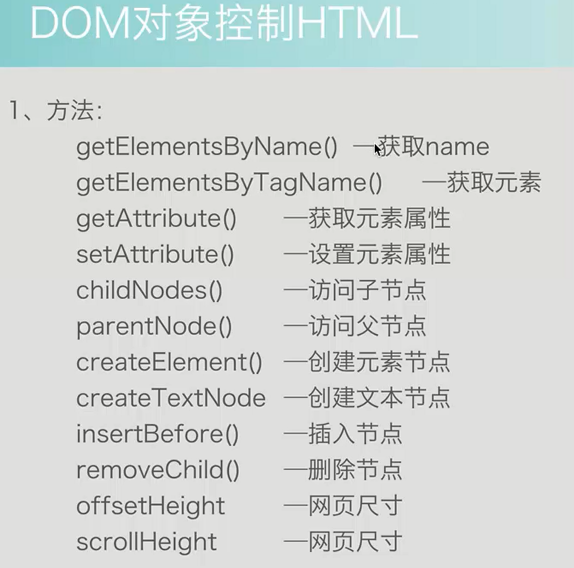 DOM对象控制HTML
1、方法:
getElementsByName() —获取name
getElementsByTagName() —获取元素
getAttribute() —获取元素属性
setAttribute() —设置元素属性
childNodes() —访问子节点
parentNode() —访问父节点
createElement() —创建元素节点
createTextNode —创建文本节点
insertBefore() —插入节点
removeChild() —删除节点
offsetHeight —网页尺寸
scrollHeight —网页尺寸